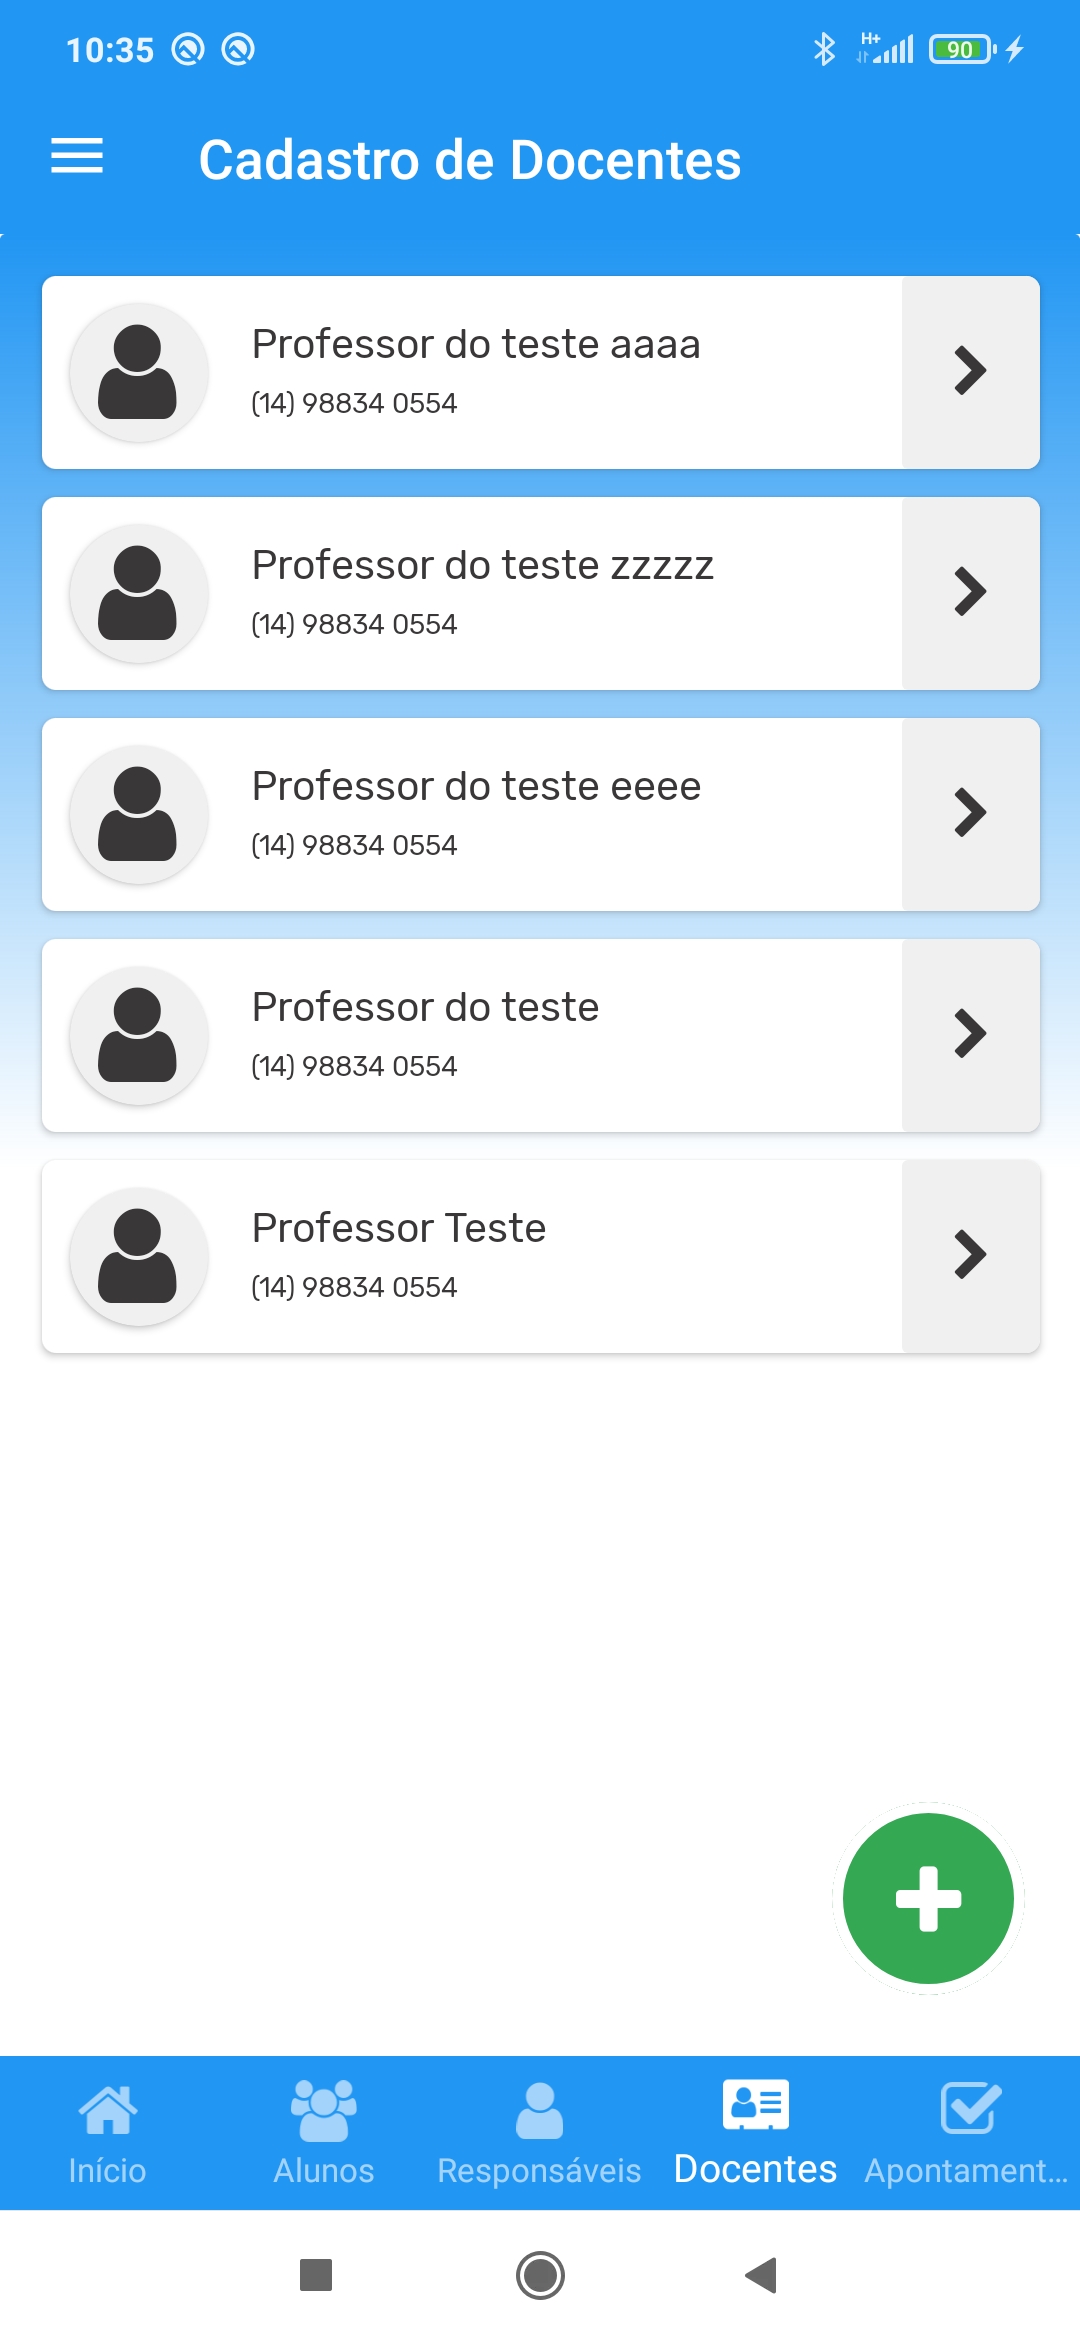 10:35
H+
90
Cadastro de Docentes
Professor do teste aaaa
(14) 98834 0554
Professor do teste zzzzz
(14) 98834 0554
Professor do teste eeee
(14) 98834 0554
Professor do teste
(14) 98834 0554
Professor Teste
(14) 98834 0554
Início Alunos Responsáveis Docentes Apontament...